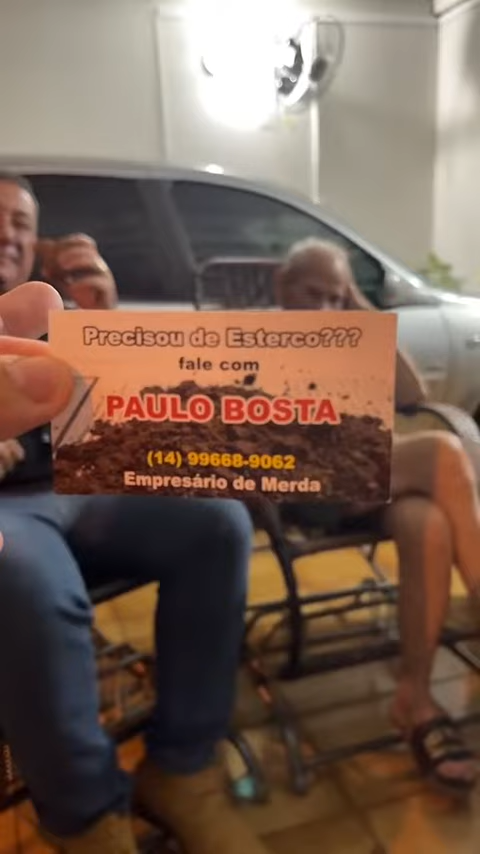 Precisou de Esterco???
fale com
PAULO BOSTA
(14) 99668-9062
Empresário de Merda